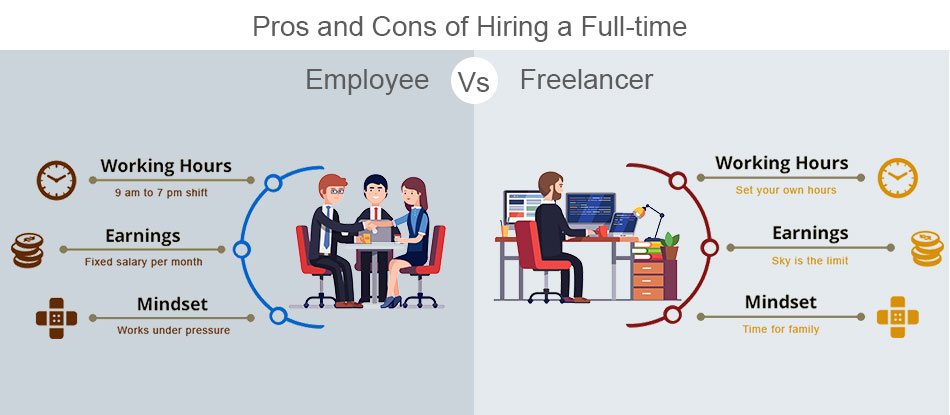 Pros and Cons of Hiring a Full-time
Employee Vs Freelancer
Working Hours
9 am to 7 pm shift
Earnings
Fixed salary per month
Mindset
Works under pressure
Working Hours
Set your own hours
Earnings
Sky is the limit
Mindset
Time for family